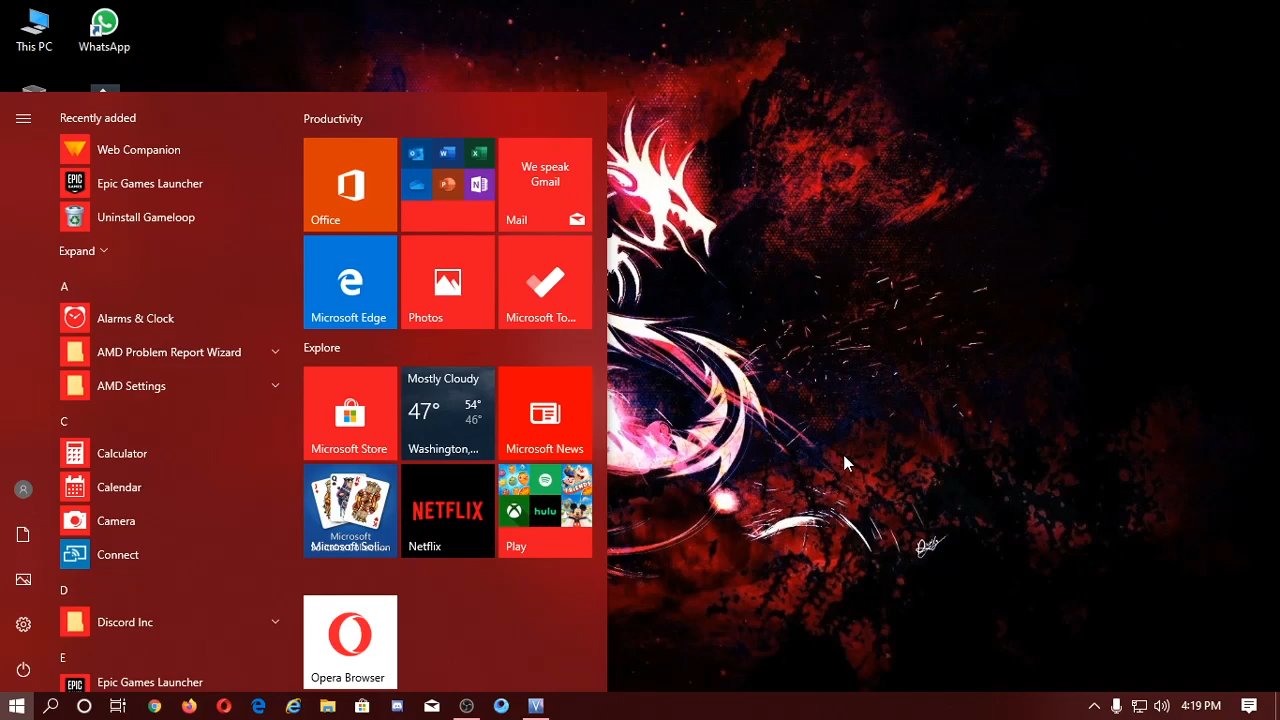 This PC
WhatsApp
Recently added
Web Companion
Epic Games Launcher
Uninstall Gameloop
Expand
A
Alarms & Clock
AMD Problem Report Wizard
AMD Settings
C
Calculator
Calendar
Camera
Connect
D
Discord Inc
E
Epic Games Launcher
Productivity
Office
We speak
Gmail
Mail
Microsoft Edge
Photos
Microsoft To...
Explore
Microsoft Store
Mostly Cloudy
47° 54°
46°
Washington,...
Microsoft News
Microsoft
Microsoft Soli...
NETFLIX
Netflix
hulu
Play
Opera Browser
4:19 PM